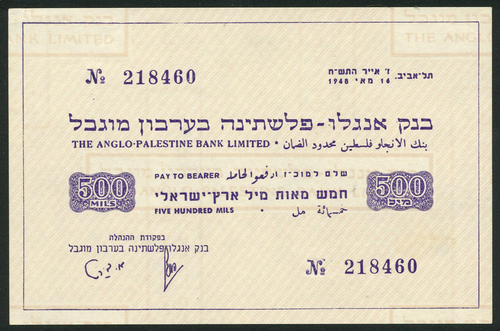 בנק אנגלו-פלשתינה בערבון מוגבל
THE ANGLO-PALESTINE BANK LIMITED • بنك الانجلو فلسطين محدود الضمان
№ 218460
תל-אביב, ז' אייר התש"ח
16 מאי 1948
PAY TO BEARER ادفعوا لحامله שלם למוכ"ז
חמש מאות מיל ארץ-ישראלי
FIVE HUNDRED MILS • خمسمائة مل
500 MILS
500 מיל
בפקודת ההנהלה
בנק אנגלו-פלשתינה בערבון מוגבל
№ 218460
NK LIMITED
THE ANGLO